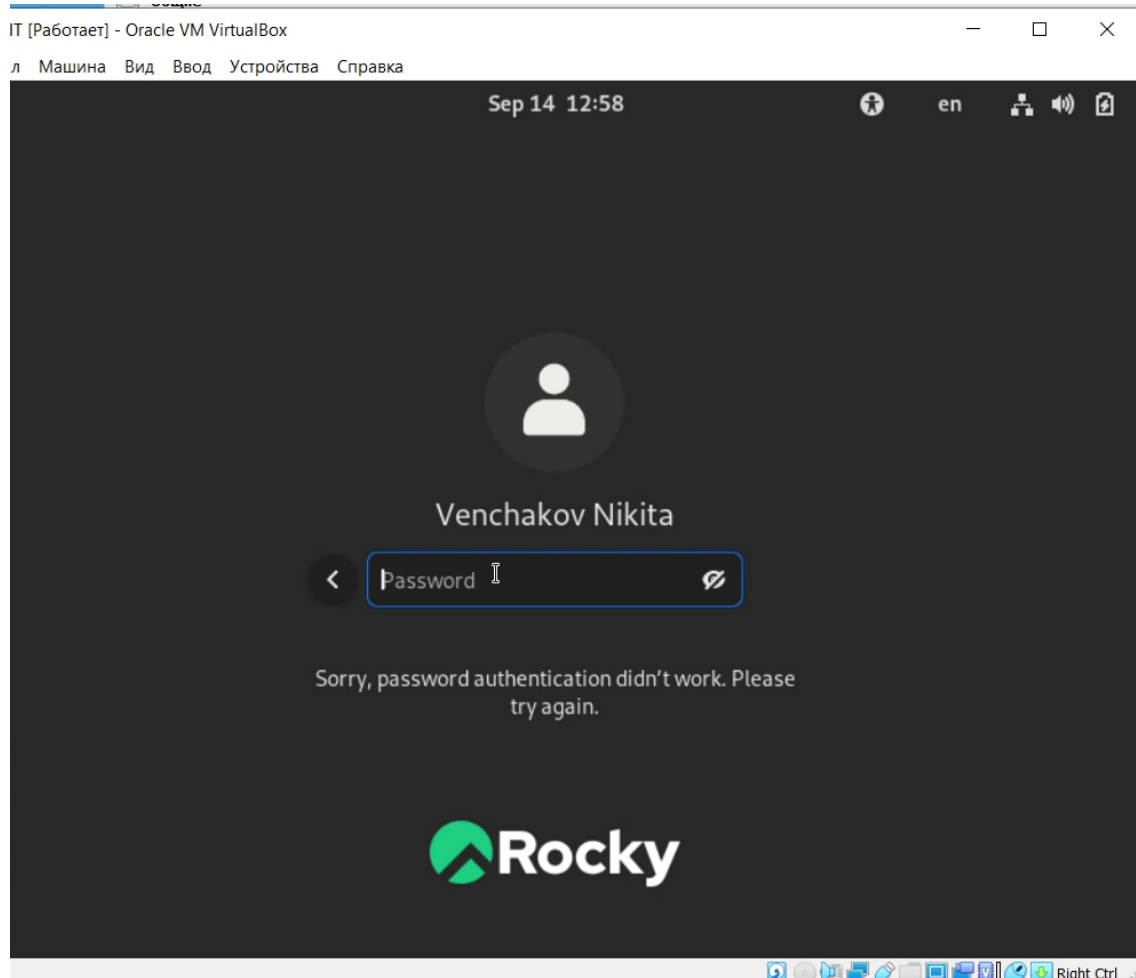 IT [Работает] - Oracle VM VirtualBox
л Машина Вид Ввод Устройства Справка
Sep 14 12:58
en
Venchakov Nikita
Password
Sorry, password authentication didn't work. Please
try again.
Rocky
Right Ctrl